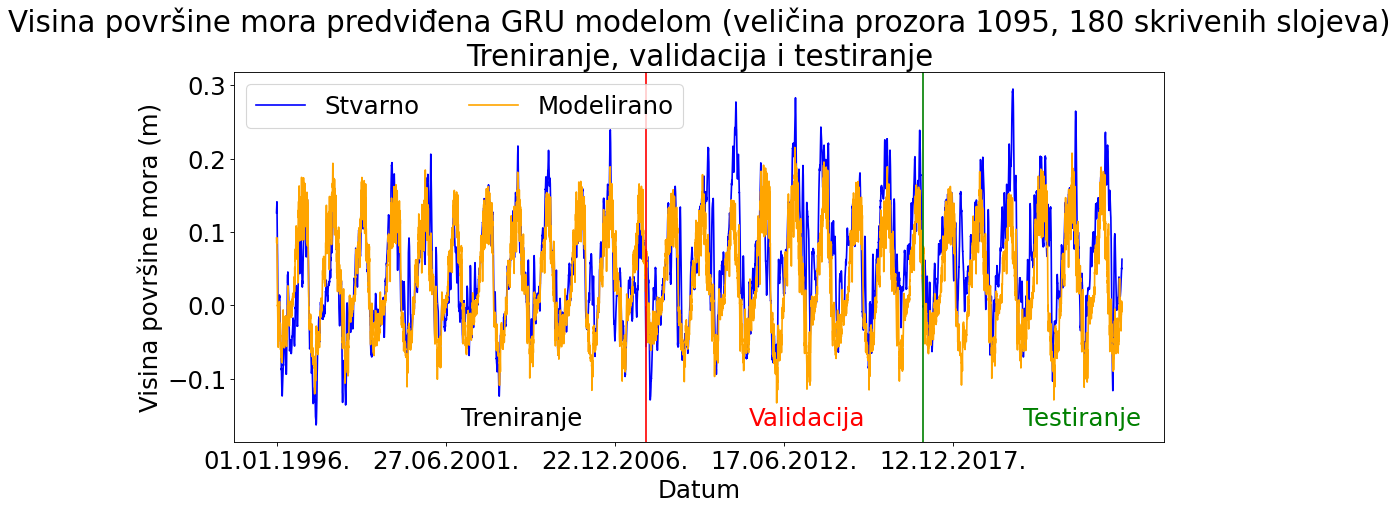 Visina površine mora predviđena GRU modelom (veličina prozora 1095, 180 skrivenih slojeva)
Treniranje, validacija i testiranje
Stvarno
Modelirano
Visina površine mora (m)
0.3
0.2
0.1
0.0
−0.1
Treniranje
Validacija
Testiranje
01.01.1996.
27.06.2001.
22.12.2006.
17.06.2012.
12.12.2017.
Datum